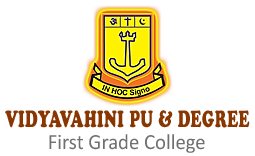 IN HOC Signo
VIDYAVAHINI PU & DEGREE
First Grade College